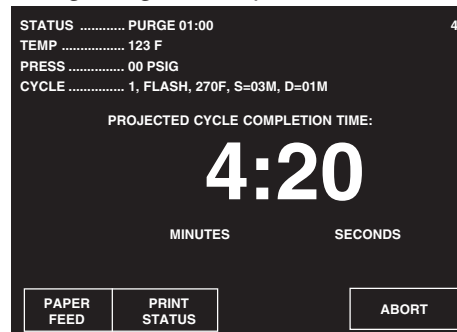 STATUS ............ PURGE 01:00 4
TEMP ................. 123 F
PRESS ............... 00 PSIG
CYCLE ............... 1, FLASH, 270F, S=03M, D=01M
PROJECTED CYCLE COMPLETION TIME:
4:20
MINUTES SECONDS
PAPER FEED
PRINT STATUS
ABORT